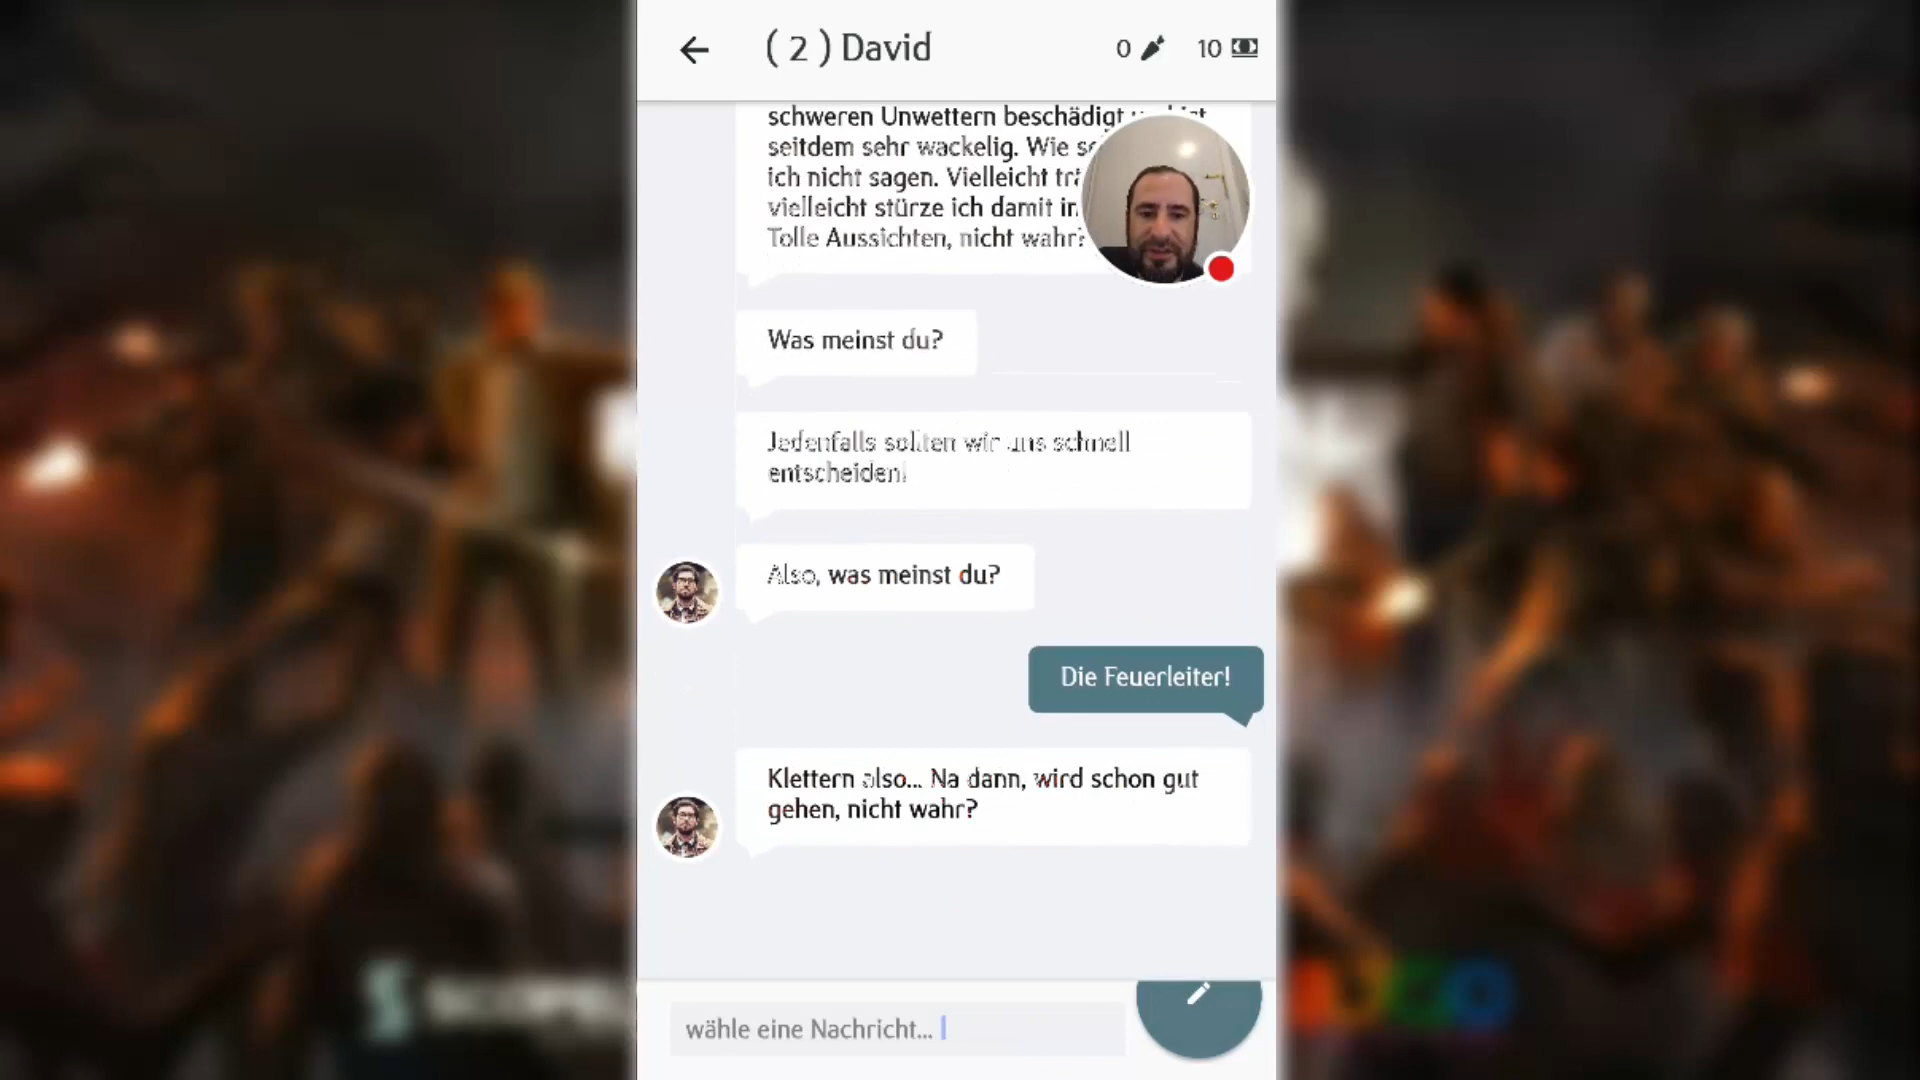 ( 2 ) David
0
10
schweren Unwettern beschädigt
seitdem sehr wackelig. Wie
ich nicht sagen. Vielleicht
vielleicht stürze ich damit
Tolle Aussichten, nicht wahr?
Was meinst du?
Jedenfalls sollten wir uns schnell
entscheiden!
Also, was meinst du?
Die Feuerleiter!
Klettern also... Na dann, wird schon gut
gehen, nicht wahr?
wähle eine Nachricht...